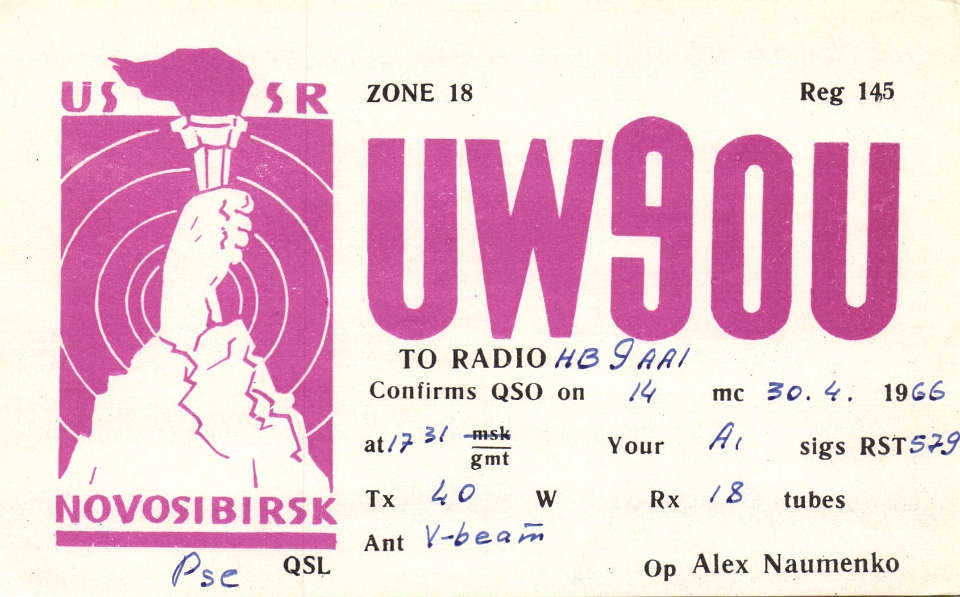 USSR
NOVOSIBIRSK
Pse QSL
ZONE 18 Reg 145
UW9OU
TO RADIO HB9AAI
Confirms QSO on 14 mc 30.4. 1966
at 17 31 msk
gmt
Your A1 sigs RST 579
Tx 40 W Rx 18 tubes
Ant V-beam
Op Alex Naumenko